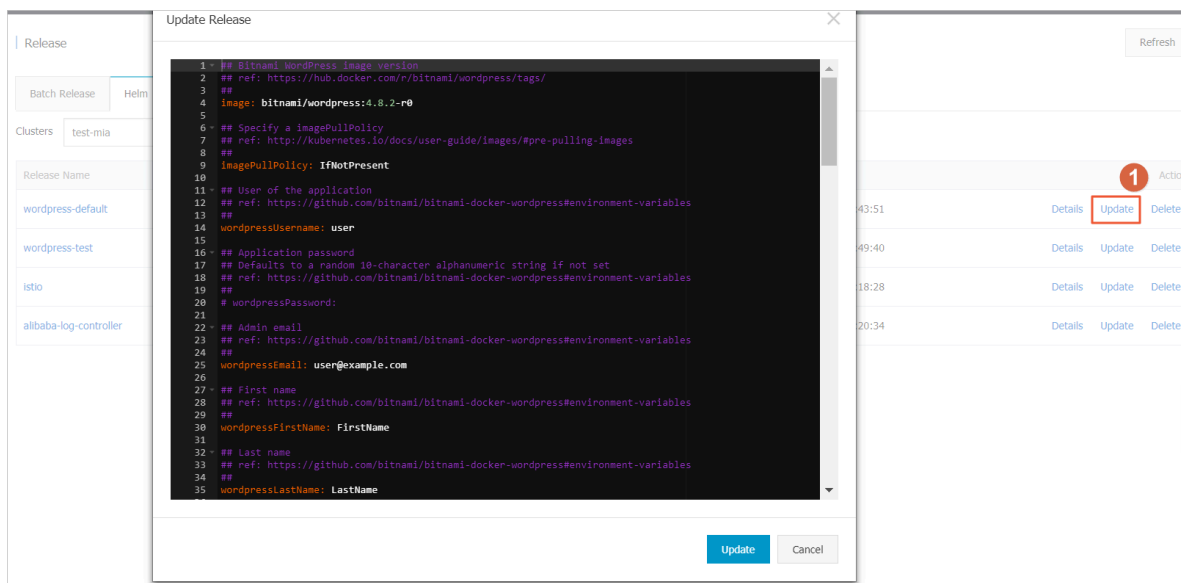 Update Release
Release
Refresh
Batch Release
Helm
Clusters
test-mia
Release Name
1
wordpress-default
43:51
Details
Update
Delete
wordpress-test
49:40
Details
Update
Delete
istio
18:28
Details
Update
Delete
alibaba-log-controller
20:34
Details
Update
Delete
1 ## Bitnami WordPress image version
2 ## ref: https://hub.docker.com/r/bitnami/wordpress/tags/
3 ##
4 image: bitnami/wordpress:4.8.2-r0
5
6 ## Specify a imagePullPolicy
7 ## ref: http://kubernetes.io/docs/user-guide/images/#pre-pulling-images
8 ##
9 imagePullPolicy: IfNotPresent
10
11 ## User of the application
12 ## ref: https://github.com/bitnami/bitnami-docker-wordpress#environment-variables
13 ##
14 wordpressUsername: user
15
16 ## Application password
17 ## Defaults to a random 10-character alphanumeric string if not set
18 ## ref: https://github.com/bitnami/bitnami-docker-wordpress#environment-variables
19 ##
20 # wordpressPassword:
21
22 ## Admin email
23 ## ref: https://github.com/bitnami/bitnami-docker-wordpress#environment-variables
24 ##
25 wordpressEmail: user@example.com
26
27 ## First name
28 ## ref: https://github.com/bitnami/bitnami-docker-wordpress#environment-variables
29 ##
30 wordpressFirstName: FirstName
31
32 ## Last name
33 ## ref: https://github.com/bitnami/bitnami-docker-wordpress#environment-variables
34 ##
35 wordpressLastName: LastName
Update
Cancel